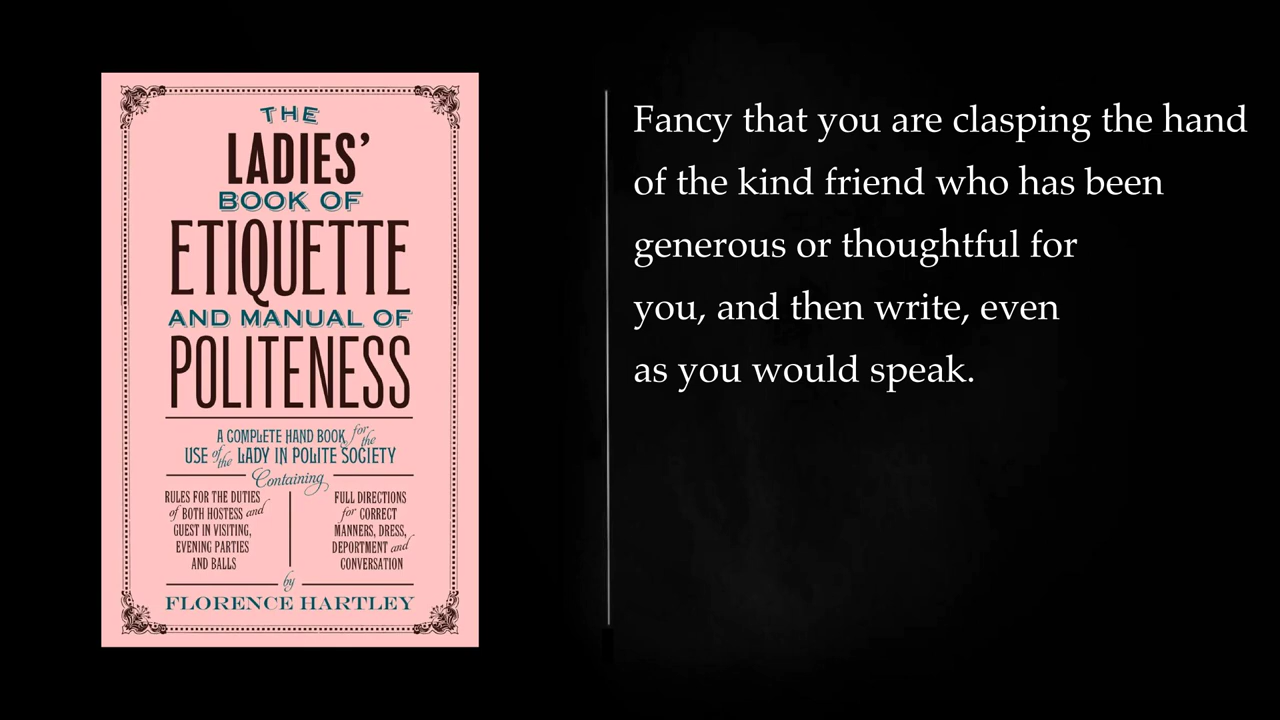 THE
LADIES'
BOOK OF
ETIQUETTE
AND MANUAL OF
POLITENESS
A COMPLETE HAND BOOK for the
USE of the LADY IN POLITE SOCIETY
Containing
RULES FOR THE DUTIES
of BOTH HOSTESS and
GUEST IN VISITING,
EVENING PARTIES
AND BALLS
FULL DIRECTIONS
for CORRECT
MANNERS, DRESS,
DEPORTMENT and
CONVERSATION
by
FLORENCE HARTLEY
Fancy that you are clasping the hand
of the kind friend who has been
generous or thoughtful for
you, and then write, even
as you would speak.